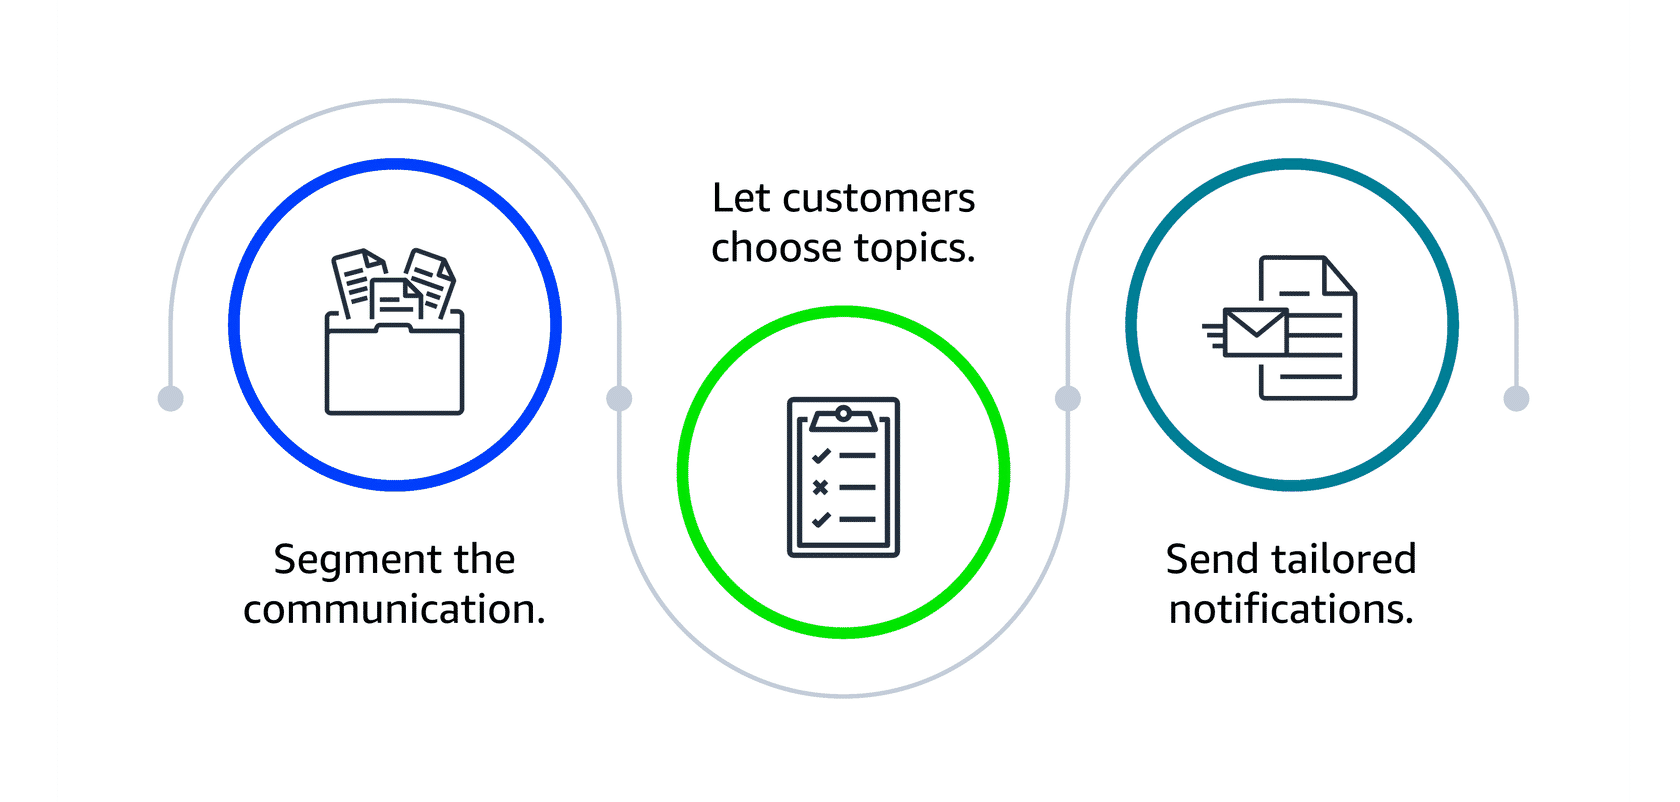 Segment the
communication.
Let customers
choose topics.
Send tailored
notifications.